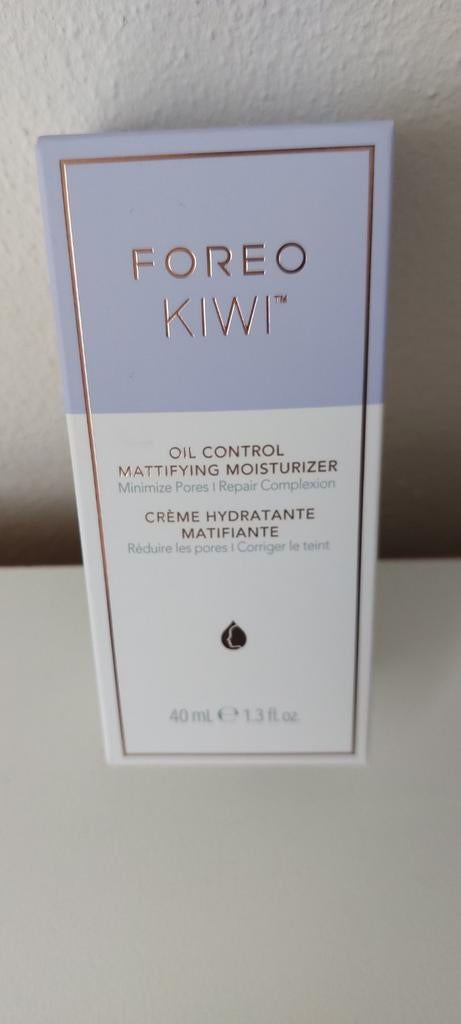 FOREO
KIWI™
OIL CONTROL
MATTIFYING MOISTURIZER
Minimize Pores | Repair Complexion
CRÈME HYDRATANTE
MATIFIANTE
Réduire les pores | Corriger le teint
40 mL ℮ 1.3 fl. oz.